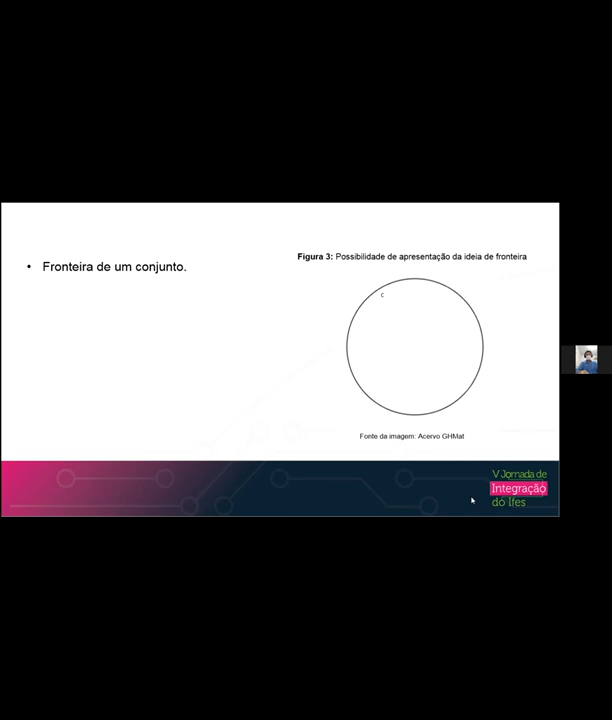 • Fronteira de um conjunto.
Figura 3: Possibilidade de apresentação da ideia de fronteira
C
Fonte da imagem: Acervo GHMat
V Jornada de
Integração
do Ifes